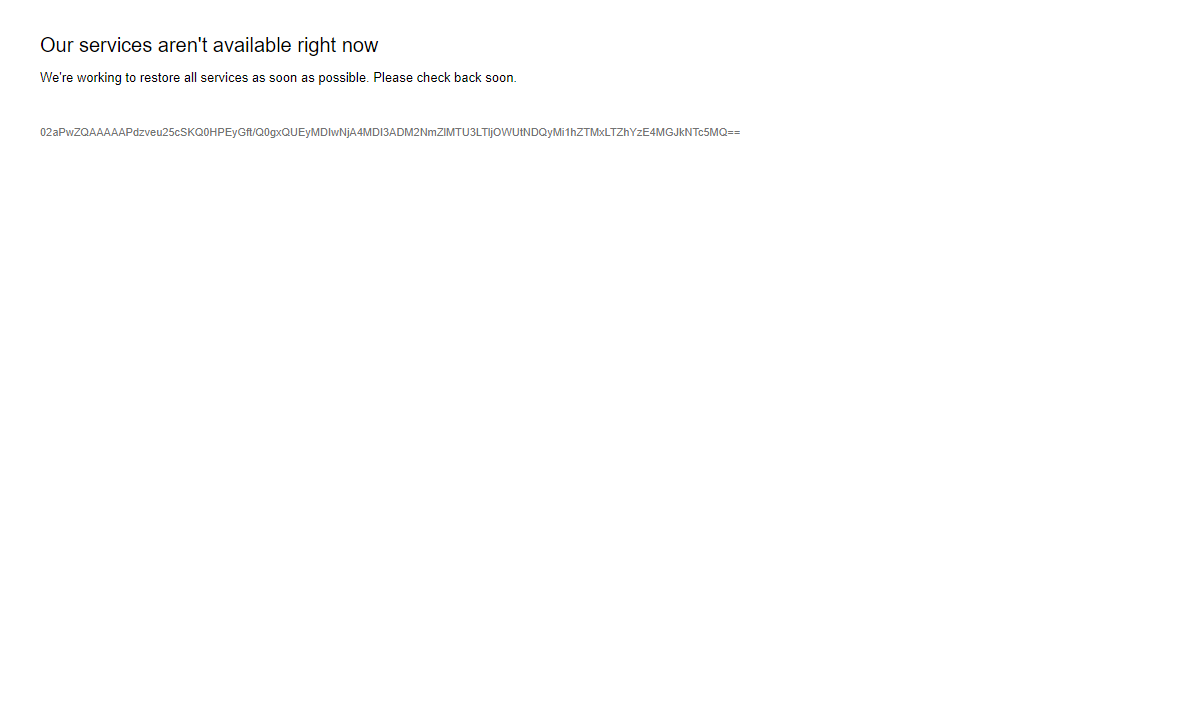 Our services aren't available right now
We're working to restore all services as soon as possible. Please check back soon.
02aPwZQAAAAAPdzveu25cSKQ0HPEyGft/Q0gxQUEyMDIwNjA4MDI3ADM2NmZlMTU3LTljOWUtNDQyMi1hZTMxLTZhYzE4MGJkNTc5MQ==